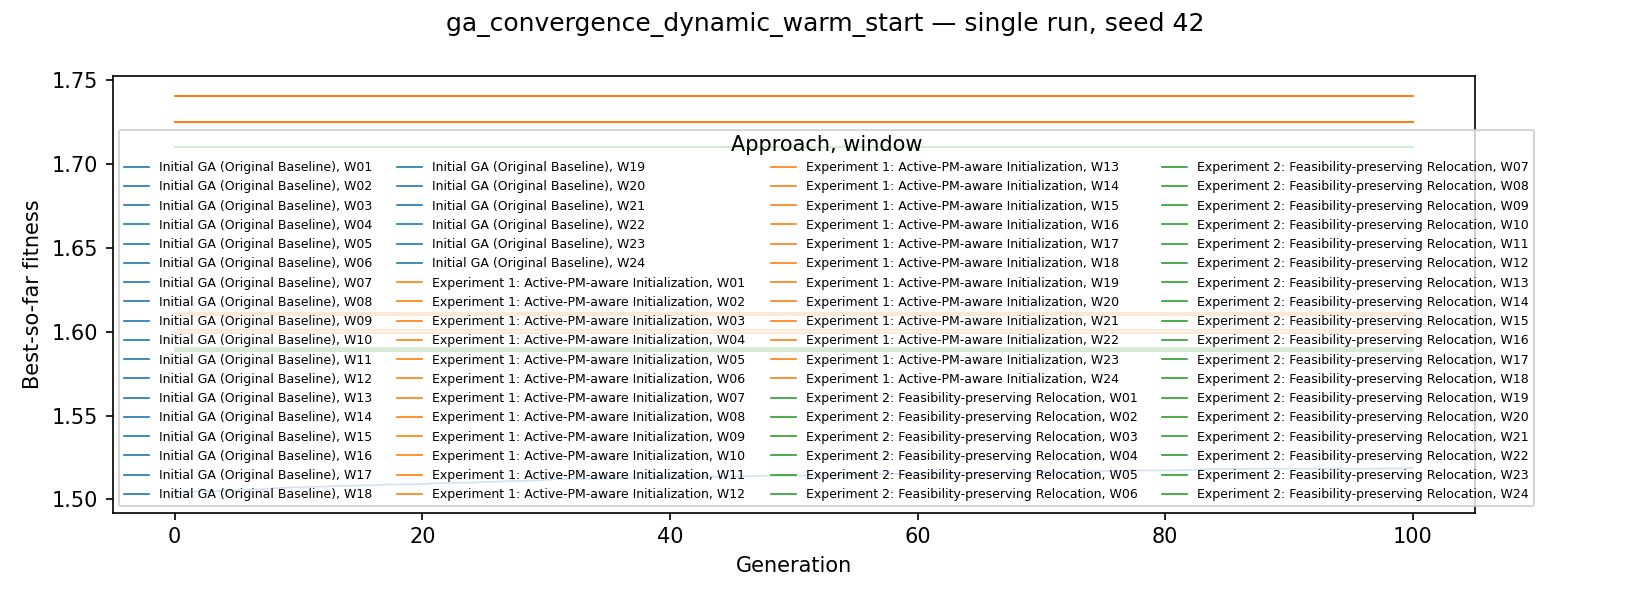 ga_convergence_dynamic_warm_start — single run, seed 42
1.75
1.70
1.65
1.60
1.55
1.50
Best-so-far fitness
Approach, window
Initial GA (Original Baseline), W01
Initial GA (Original Baseline), W02
Initial GA (Original Baseline), W03
Initial GA (Original Baseline), W04
Initial GA (Original Baseline), W05
Initial GA (Original Baseline), W06
Initial GA (Original Baseline), W07
Initial GA (Original Baseline), W08
Initial GA (Original Baseline), W09
Initial GA (Original Baseline), W10
Initial GA (Original Baseline), W11
Initial GA (Original Baseline), W12
Initial GA (Original Baseline), W13
Initial GA (Original Baseline), W14
Initial GA (Original Baseline), W15
Initial GA (Original Baseline), W16
Initial GA (Original Baseline), W17
Initial GA (Original Baseline), W18
Initial GA (Original Baseline), W19
Initial GA (Original Baseline), W20
Initial GA (Original Baseline), W21
Initial GA (Original Baseline), W22
Initial GA (Original Baseline), W23
Initial GA (Original Baseline), W24
Experiment 1: Active-PM-aware Initialization, W01
Experiment 1: Active-PM-aware Initialization, W02
Experiment 1: Active-PM-aware Initialization, W03
Experiment 1: Active-PM-aware Initialization, W04
Experiment 1: Active-PM-aware Initialization, W05
Experiment 1: Active-PM-aware Initialization, W06
Experiment 1: Active-PM-aware Initialization, W07
Experiment 1: Active-PM-aware Initialization, W08
Experiment 1: Active-PM-aware Initialization, W09
Experiment 1: Active-PM-aware Initialization, W10
Experiment 1: Active-PM-aware Initialization, W11
Experiment 1: Active-PM-aware Initialization, W12
Experiment 1: Active-PM-aware Initialization, W13
Experiment 1: Active-PM-aware Initialization, W14
Experiment 1: Active-PM-aware Initialization, W15
Experiment 1: Active-PM-aware Initialization, W16
Experiment 1: Active-PM-aware Initialization, W17
Experiment 1: Active-PM-aware Initialization, W18
Experiment 1: Active-PM-aware Initialization, W19
Experiment 1: Active-PM-aware Initialization, W20
Experiment 1: Active-PM-aware Initialization, W21
Experiment 1: Active-PM-aware Initialization, W22
Experiment 1: Active-PM-aware Initialization, W23
Experiment 1: Active-PM-aware Initialization, W24
Experiment 2: Feasibility-preserving Relocation, W01
Experiment 2: Feasibility-preserving Relocation, W02
Experiment 2: Feasibility-preserving Relocation, W03
Experiment 2: Feasibility-preserving Relocation, W04
Experiment 2: Feasibility-preserving Relocation, W05
Experiment 2: Feasibility-preserving Relocation, W06
Experiment 2: Feasibility-preserving Relocation, W07
Experiment 2: Feasibility-preserving Relocation, W08
Experiment 2: Feasibility-preserving Relocation, W09
Experiment 2: Feasibility-preserving Relocation, W10
Experiment 2: Feasibility-preserving Relocation, W11
Experiment 2: Feasibility-preserving Relocation, W12
Experiment 2: Feasibility-preserving Relocation, W13
Experiment 2: Feasibility-preserving Relocation, W14
Experiment 2: Feasibility-preserving Relocation, W15
Experiment 2: Feasibility-preserving Relocation, W16
Experiment 2: Feasibility-preserving Relocation, W17
Experiment 2: Feasibility-preserving Relocation, W18
Experiment 2: Feasibility-preserving Relocation, W19
Experiment 2: Feasibility-preserving Relocation, W20
Experiment 2: Feasibility-preserving Relocation, W21
Experiment 2: Feasibility-preserving Relocation, W22
Experiment 2: Feasibility-preserving Relocation, W23
Experiment 2: Feasibility-preserving Relocation, W24
0 20 40 60 80 100
Generation